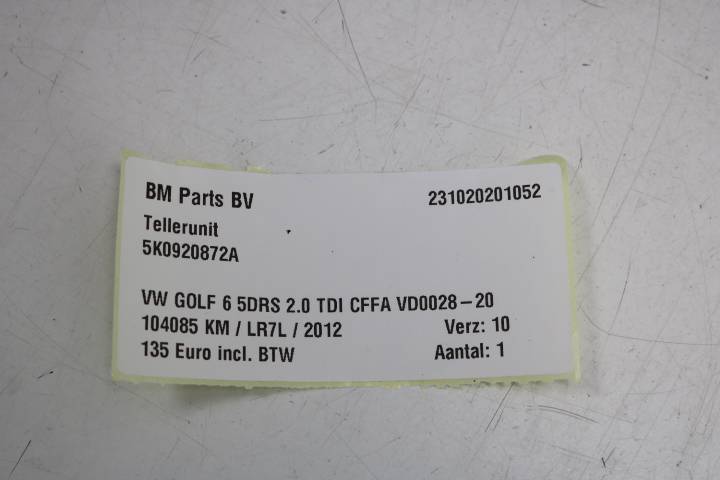 BM Parts BV 231020201052
Tellerunit
5K0920872A
VW GOLF 6 5DRS 2.0 TDI CFFA VD0028-20
104085 KM / LR7L / 2012 Verz: 10
135 Euro incl. BTW Aantal: 1